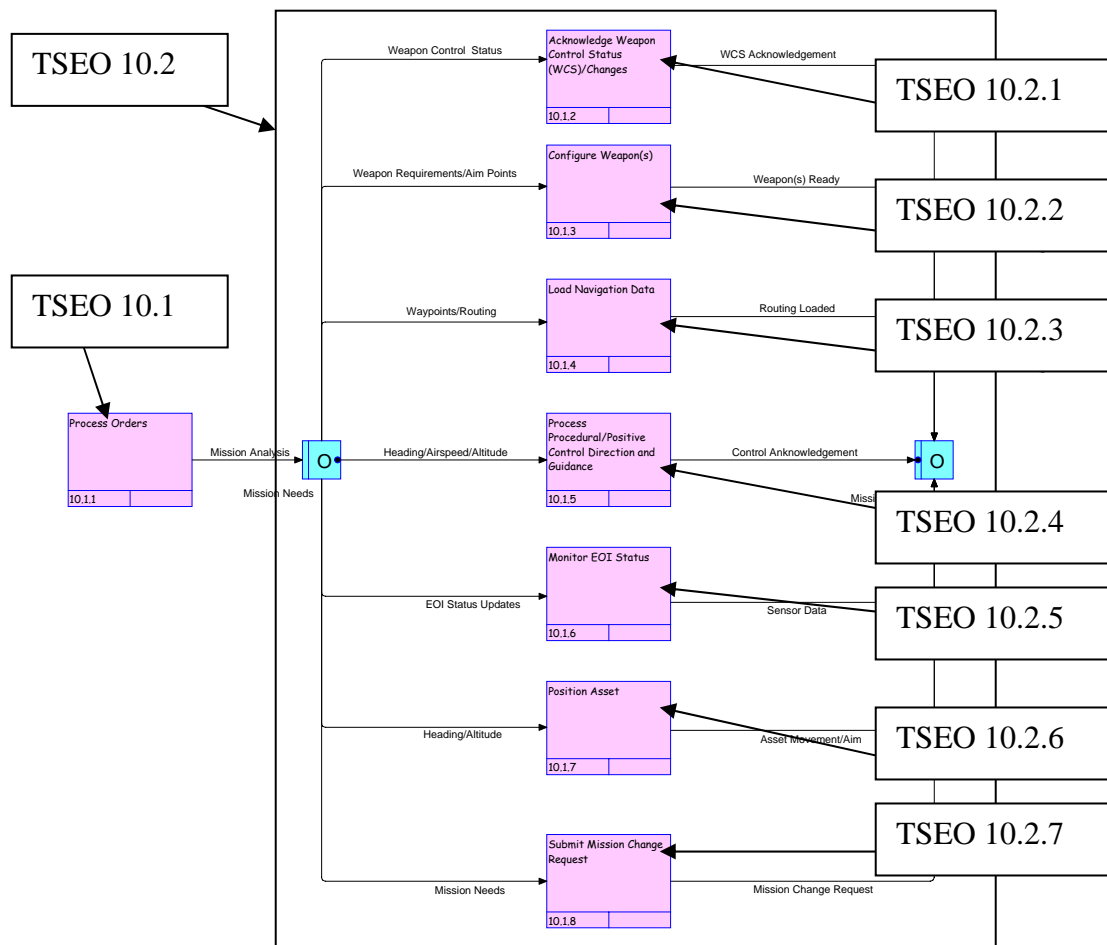 TSEO 10.2
Weapon Control  Status
Acknowledge Weapon
Control Status
(WCS)/Changes
10.1.2
WCS Acknowledgement
TSEO 10.2.1
Weapon Requirements/Aim Points
Configure Weapon(s)
10.1.3
Weapon(s) Ready
TSEO 10.2.2
TSEO 10.1
Waypoints/Routing
Load Navigation Data
10.1.4
Routing Loaded
TSEO 10.2.3
Process Orders
10.1.1
Mission Analysis
O
Mission Needs
Heading/Airspeed/Altitude
Process
Procedural/Positive
Control Direction and
Guidance
10.1.5
Control Anknowledgement
O
Missi
TSEO 10.2.4
EOI Status Updates
Monitor EOI Status
10.1.6
Sensor Data
TSEO 10.2.5
Heading/Altitude
Position Asset
10.1.7
Asset Movement/Aim
TSEO 10.2.6
Mission Needs
Submit Mission Change
Request
10.1.8
Mission Change Request
TSEO 10.2.7